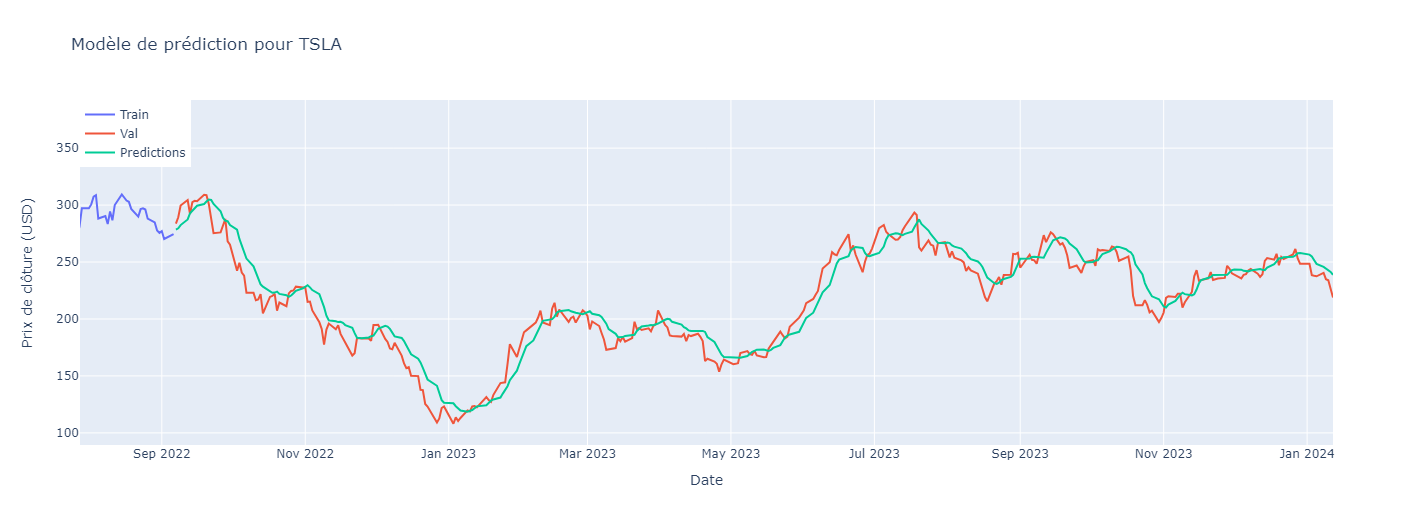 Modèle de prédiction pour TSLA
Train
Val
Predictions
350
300
250
200
150
100
Prix de clôture (USD)
Sep 2022
Nov 2022
Jan 2023
Mar 2023
May 2023
Jul 2023
Sep 2023
Nov 2023
Jan 2024
Date